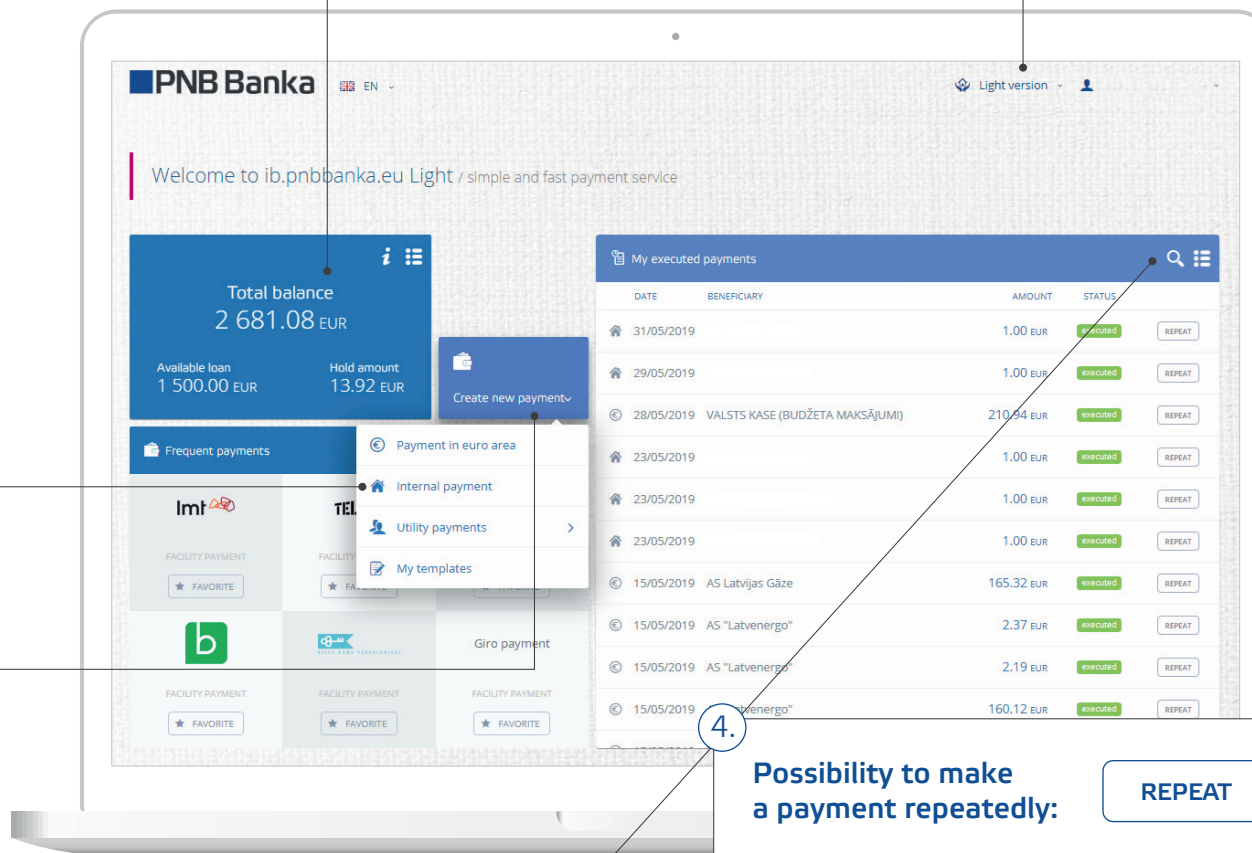 PNB Banka EN
Light version
Welcome to ib.pnbbanka.eu Light / simple and fast payment service
i
Total balance
2 681.08 EUR
Available loan
1 500.00 EUR
Hold amount
13.92 EUR
Create new payment
Payment in euro area
Internal payment
Utility payments
My templates
Frequent payments
lmt
FACILITY PAYMENT
FAVORITE
b
FACILITY PAYMENT
FAVORITE
FACILITY PAYMENT
FAVORITE
Giro payment
FACILITY PAYMENT
FAVORITE
My executed payments
DATE BENEFICIARY AMOUNT STATUS
31/05/2019 1.00 EUR executed REPEAT
29/05/2019 1.00 EUR executed REPEAT
28/05/2019 VALSTS KASE (BUDŽETA MAKSĀJUMI) 210.94 EUR executed REPEAT
23/05/2019 1.00 EUR executed REPEAT
23/05/2019 1.00 EUR executed REPEAT
23/05/2019 1.00 EUR executed REPEAT
15/05/2019 AS Latvijas Gāze 165.32 EUR executed REPEAT
15/05/2019 AS "Latvenergo" 2.37 EUR executed REPEAT
15/05/2019 AS "Latvenergo" 2.19 EUR executed REPEAT
15/05/2019 160.12 EUR executed REPEAT
4.
Possibility to make
a payment repeatedly:
REPEAT